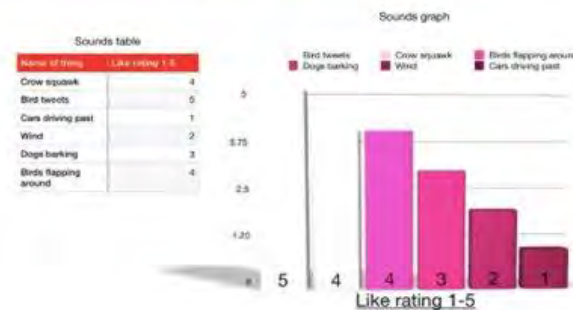 Sounds graph
Sounds table
Bird tweets
Crow squawk
Birds flapping around
Dogs barking
Wind
Cars driving past
Name of thing Like rating 1-5
Crow squawk 4
Bird tweets 5
Cars driving past 1
Wind 2
Dogs barking 3
Birds flapping
around 4
3.75
2.5
5 4 4 3 2 1
Like rating 1-5